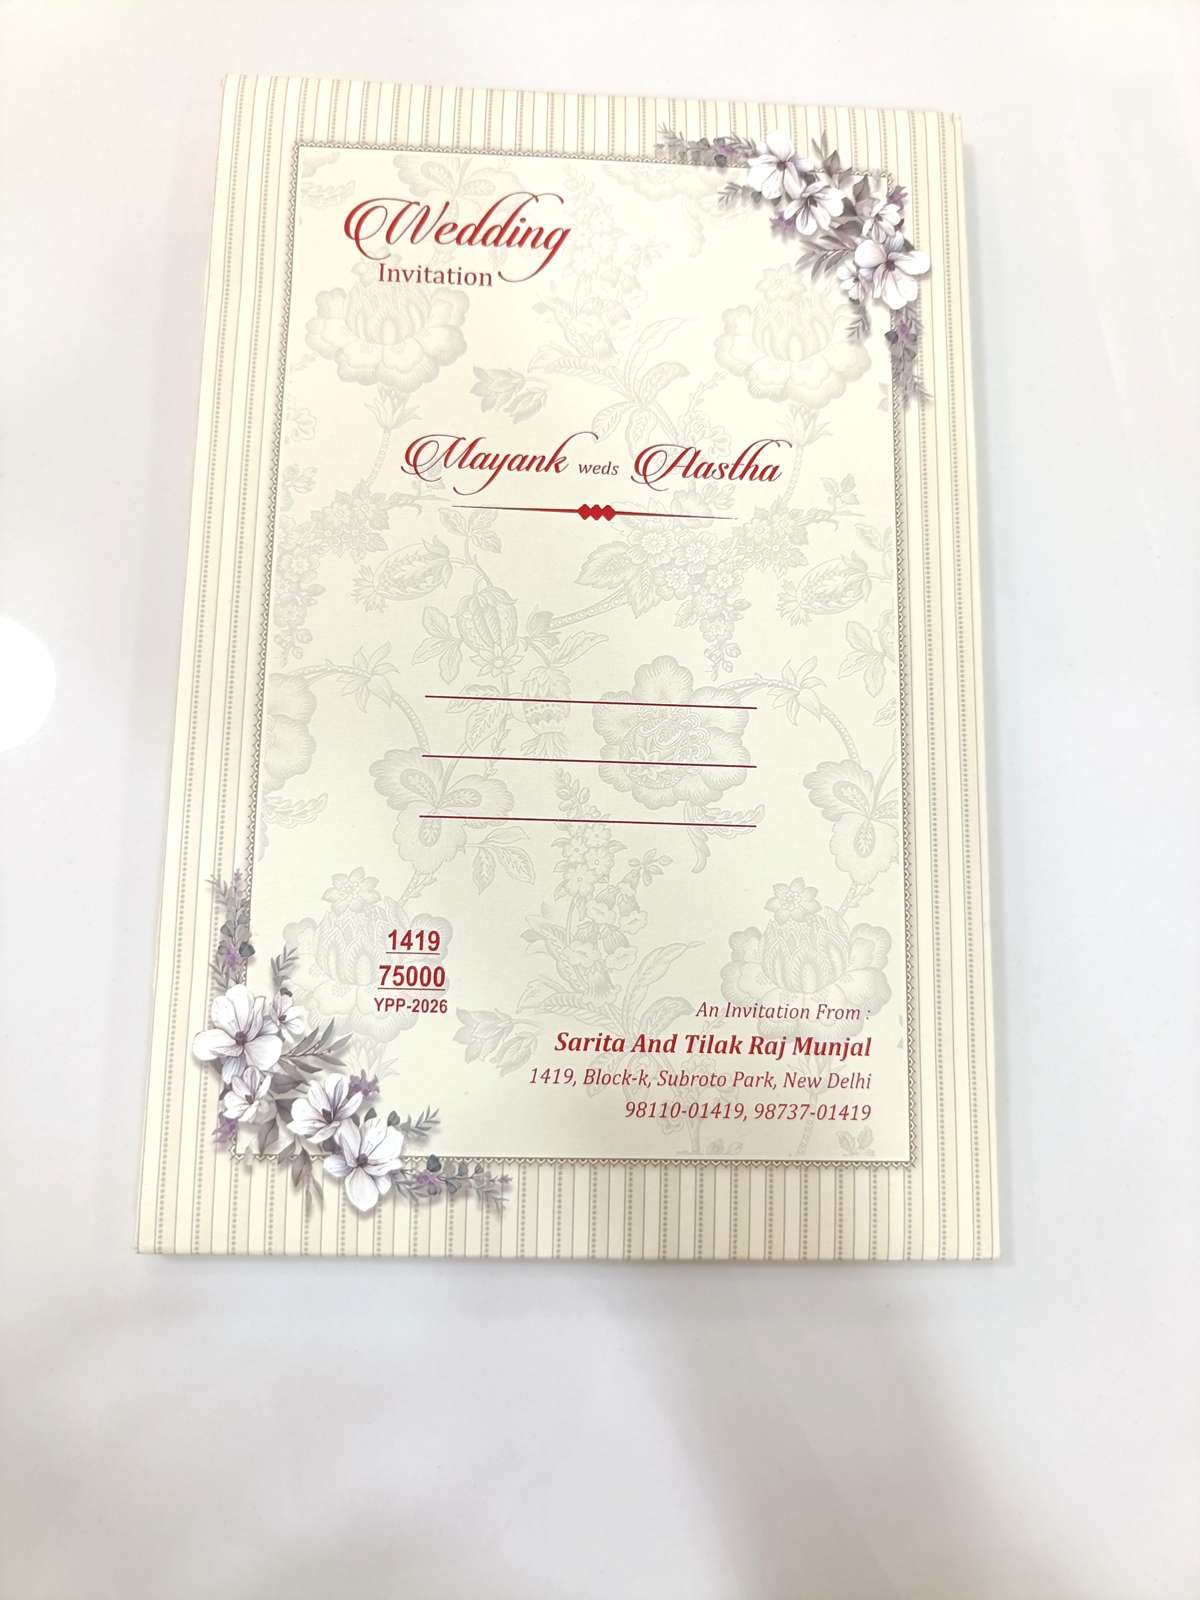 Wedding
Invitation
Mayank weds Aastha
1419
75000
YPP-2026
An Invitation From :
Sarita And Tilak Raj Munjal
1419, Block-k, Subroto Park, New Delhi
98110-01419, 98737-01419